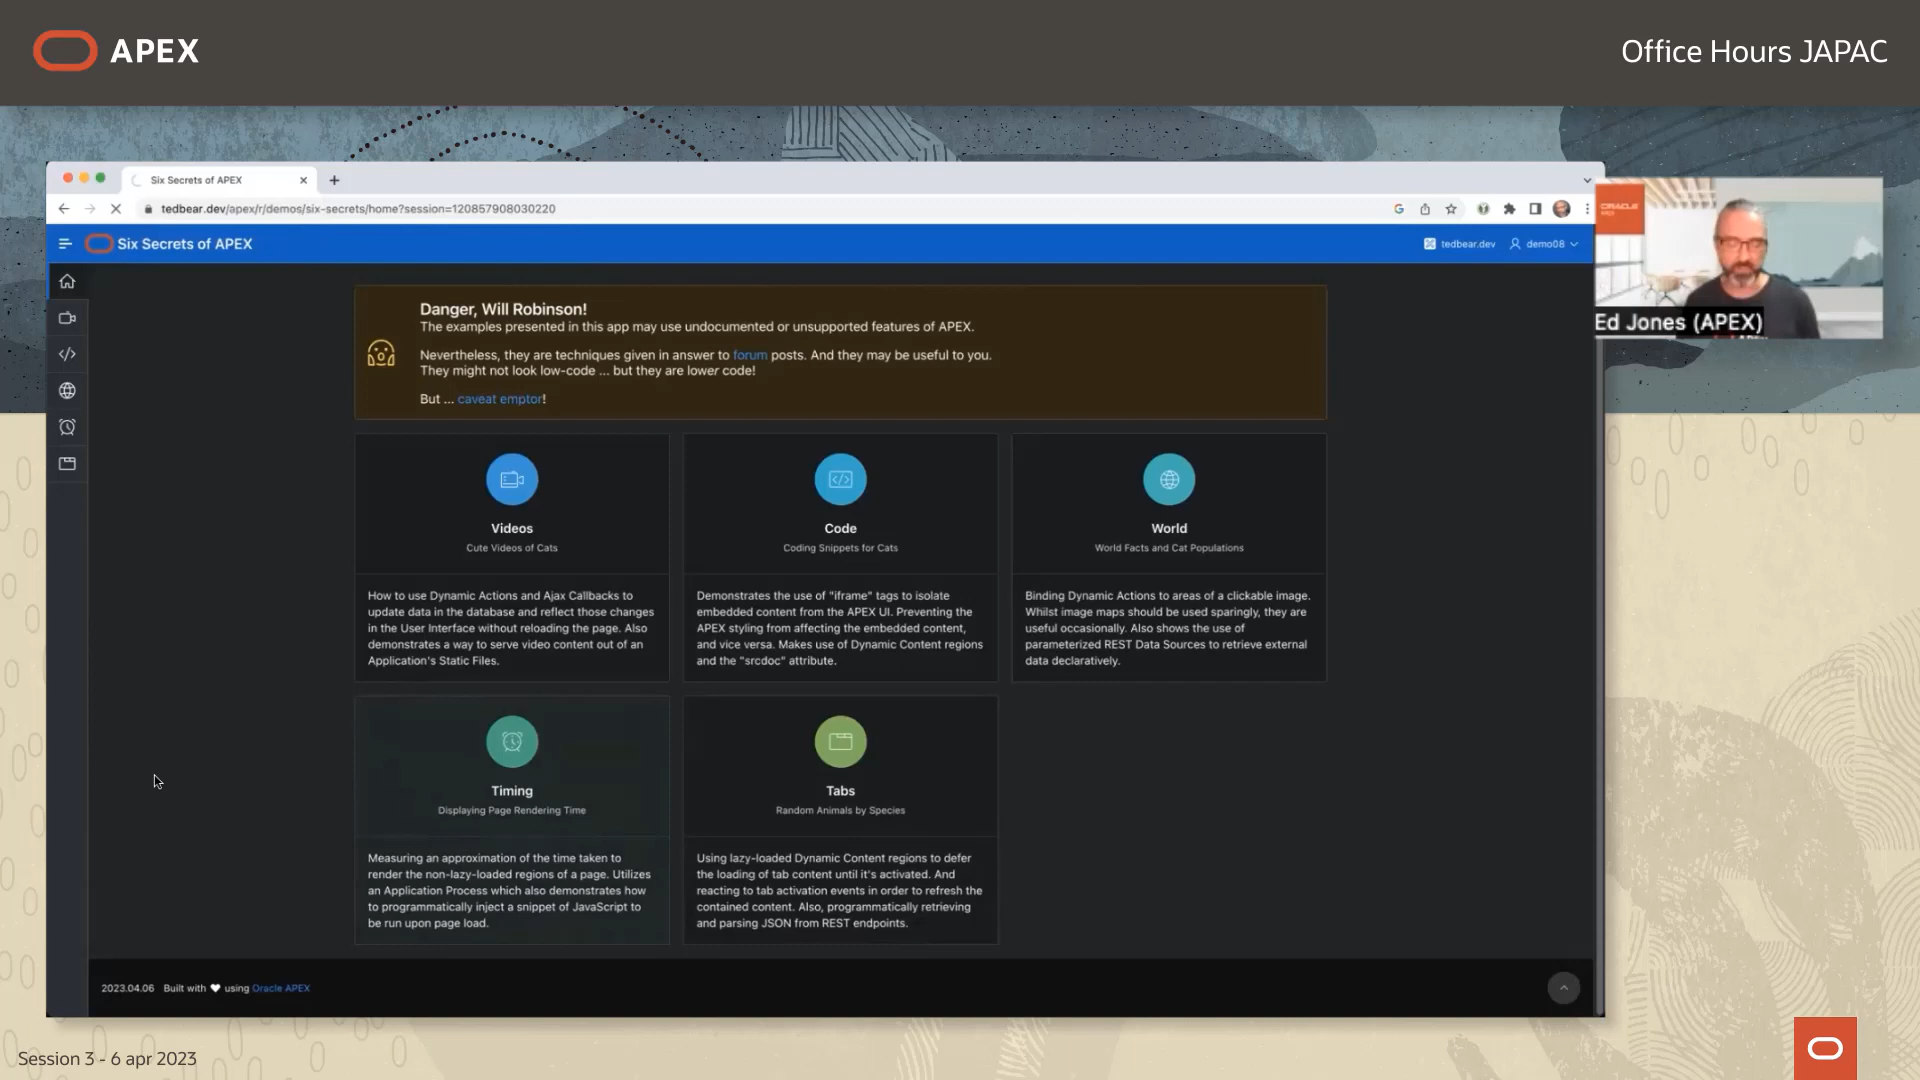 APEX
Office Hours JAPAC
Six Secrets of APEX
tedbear.dev/apex/r/demos/six-secrets/home?session=120857908030220
Six Secrets of APEX
tedbear.dev
demo08
ORACLE
Ed Jones (APEX)
Danger, Will Robinson!
The examples presented in this app may use undocumented or unsupported features of APEX.
Nevertheless, they are techniques given in answer to forum posts. And they may be useful to you.
They might not look low-code ... but they are lower code!
But ... caveat emptor!
Videos
Cute Videos of Cats
How to use Dynamic Actions and Ajax Callbacks to
update data in the database and reflect those changes
in the User Interface without reloading the page. Also
demonstrates a way to serve video content out of an
Application's Static Files.
Code
Coding Snippets for Cats
Demonstrates the use of "iframe" tags to isolate
embedded content from the APEX UI. Preventing the
APEX styling from affecting the embedded content,
and vice versa. Makes use of Dynamic Content regions
and the "srcdoc" attribute.
World
World Facts and Cat Populations
Binding Dynamic Actions to areas of a clickable image.
Whilst image maps should be used sparingly, they are
useful occasionally. Also shows the use of
parameterized REST Data Sources to retrieve external
data declaratively.
Timing
Displaying Page Rendering Time
Measuring an approximation of the time taken to
render the non-lazy-loaded regions of a page. Utilizes
an Application Process which also demonstrates how
to programmatically inject a snippet of JavaScript to
be run upon page load.
Tabs
Random Animals by Species
Using lazy-loaded Dynamic Content regions to defer
the loading of tab content until it's activated. And
reacting to tab activation events in order to refresh the
contained content. Also, programmatically retrieving
and parsing JSON from REST endpoints.
2023.04.06 Built with ♥ using Oracle APEX
Session 3 - 6 apr 2023